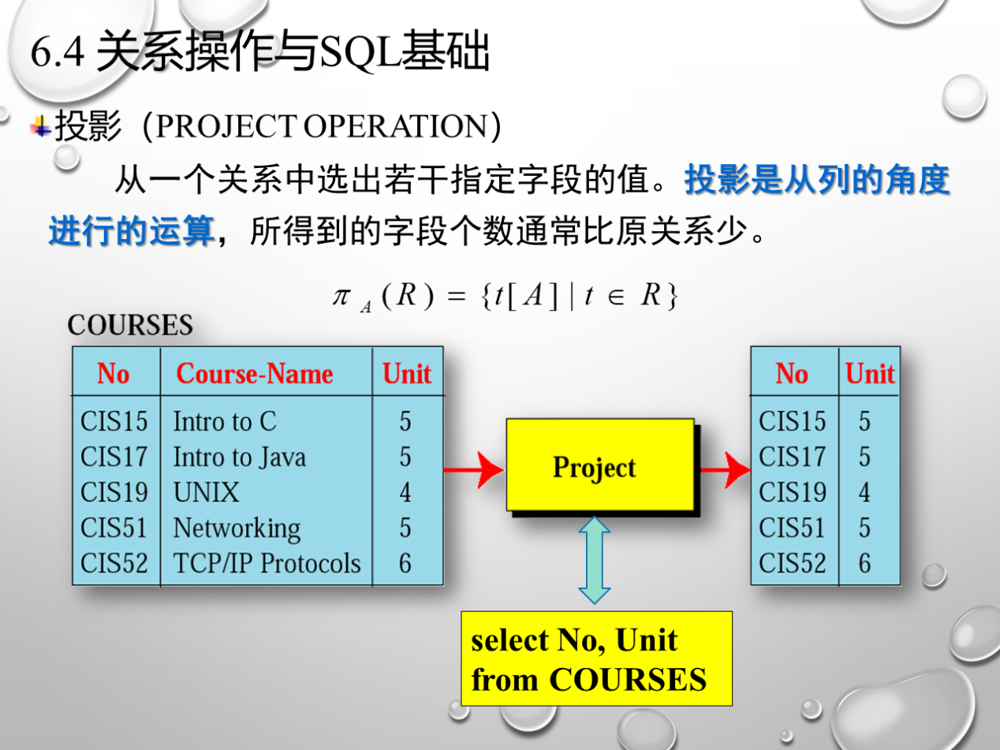 6.4 关系操作与SQL基础
投影（PROJECT OPERATION）
从一个关系中选出若干指定字段的值。投影是从列的角度
进行的运算，所得到的字段个数通常比原关系少。
π A (R) = {t[A] | t ∈ R}
COURSES
No Course-Name Unit
CIS15 Intro to C 5
CIS17 Intro to Java 5
CIS19 UNIX 4
CIS51 Networking 5
CIS52 TCP/IP Protocols 6
Project
No Unit
CIS15 5
CIS17 5
CIS19 4
CIS51 5
CIS52 6
select No, Unit
from COURSES